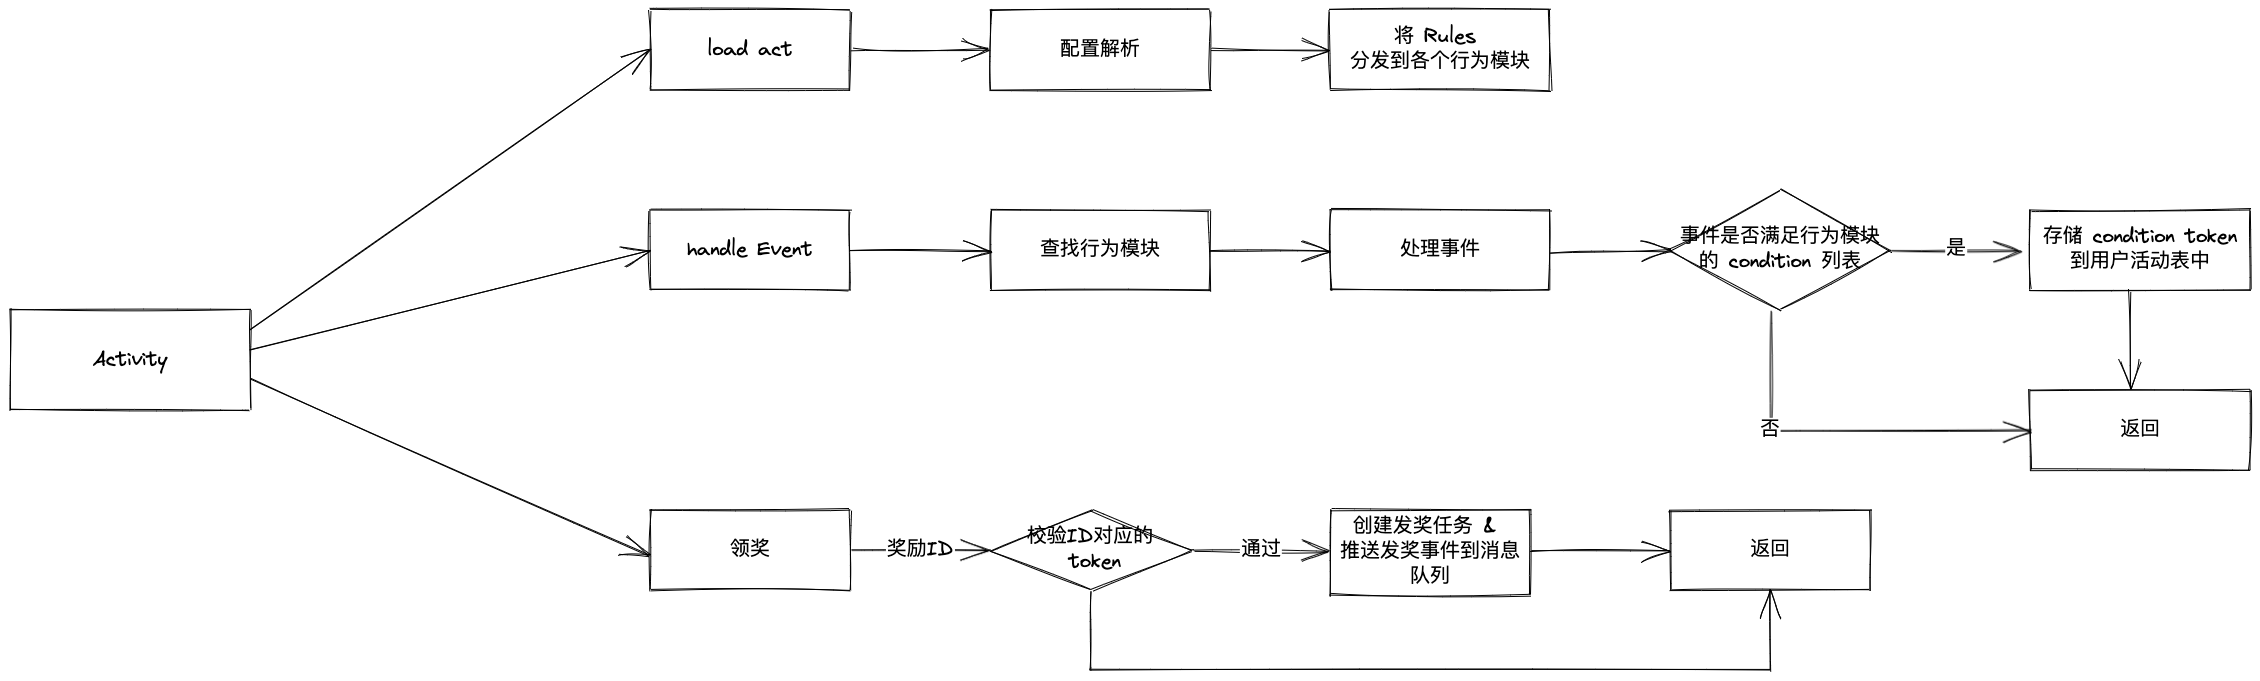 load act
配置解析
将 Rules
分发到各个行为模块
handle Event
查找行为模块
处理事件
事件是否满足行为模块
的 condition 列表
是
存储 condition token
到用户活动表中
Activity
否
返回
领奖
奖励ID
校验ID对应的
token
通过
创建发奖任务 &
推送发奖事件到消息
队列
返回